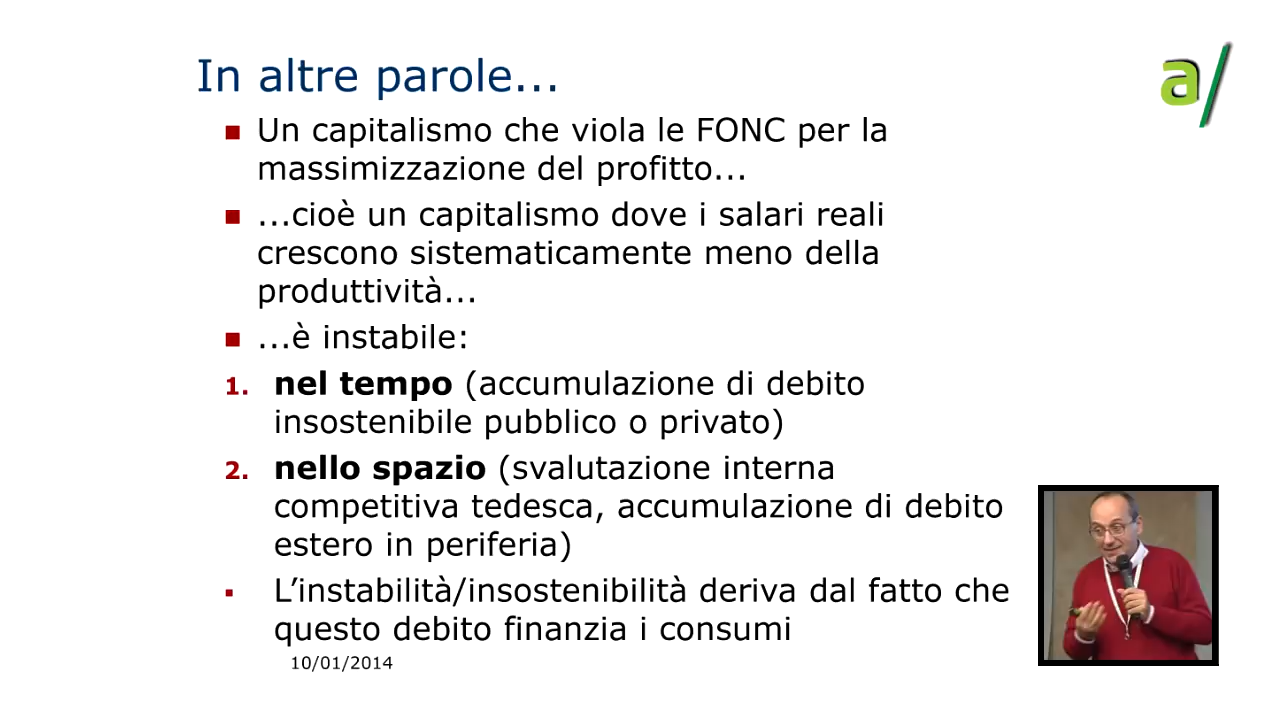 In altre parole...
Un capitalismo che viola le FONC per la
massimizzazione del profitto...
...cioè un capitalismo dove i salari reali
crescono sistematicamente meno della
produttività...
...è instabile:
1. nel tempo (accumulazione di debito
insostenibile pubblico o privato)
2. nello spazio (svalutazione interna
competitiva tedesca, accumulazione di debito
estero in periferia)
L’instabilità/insostenibilità deriva dal fatto che
questo debito finanzia i consumi
10/01/2014
a/